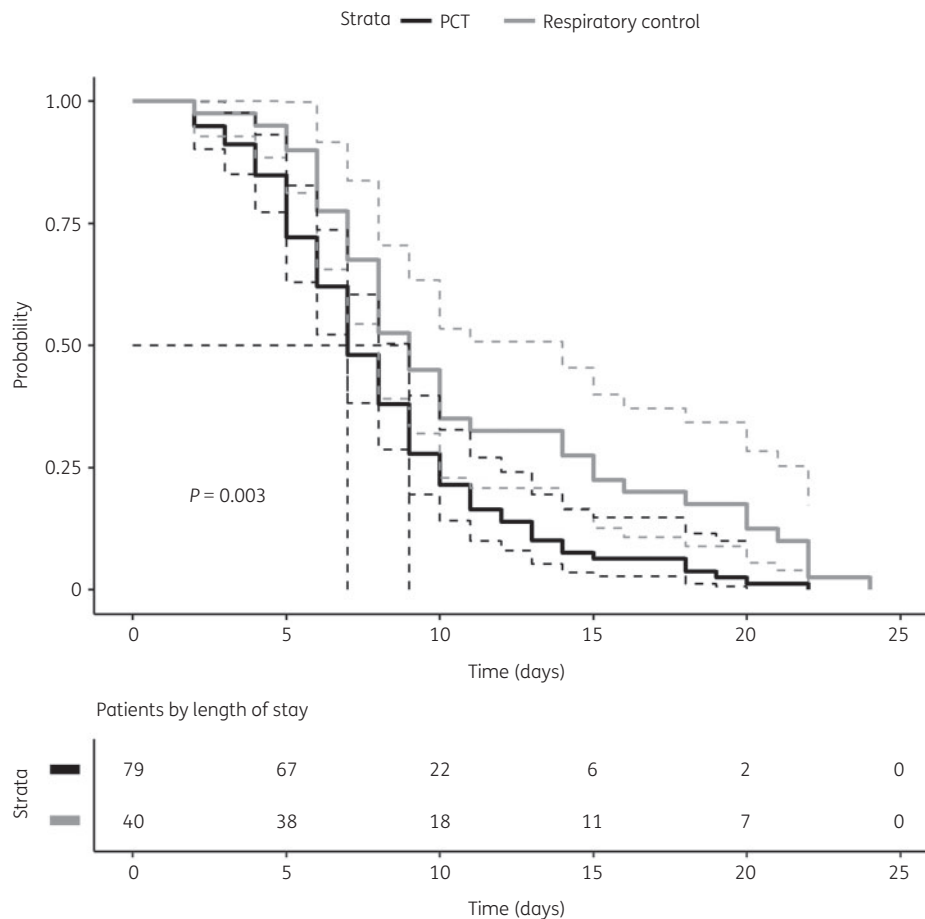 Strata PCT Respiratory control
1.00
0.75
0.50
0.25
0
Probability
P = 0.003
0 5 10 15 20 25
Time (days)
Patients by length of stay
Strata
79 67 22 6 2 0
40 38 18 11 7 0
0 5 10 15 20 25
Time (days)